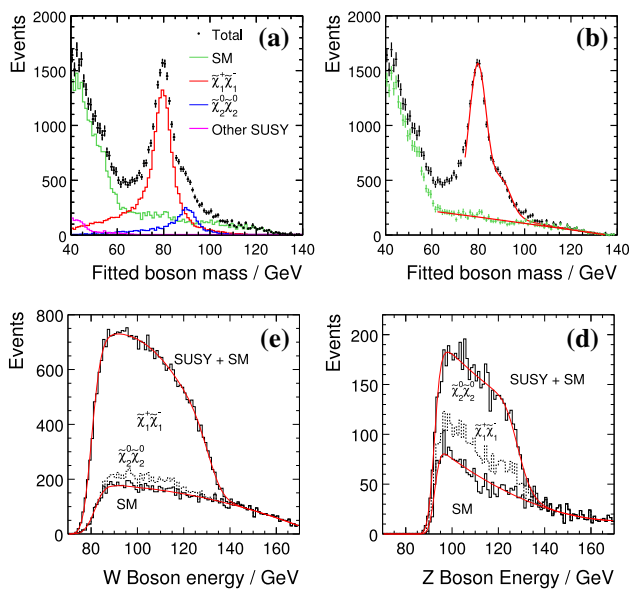 Events
(a)
Total
SM
χ̃₁⁺χ̃₁⁻
χ̃₂⁰χ̃₂⁰
Other SUSY
1500
1000
500
0
40 60 80 100 120 140
Fitted boson mass / GeV
Events
(b)
1500
1000
500
0
40 60 80 100 120 140
Fitted boson mass / GeV
Events
(e)
800
600
400
200
0
SUSY + SM
χ̃₁⁺χ̃₁⁻
χ̃₂⁰χ̃₂⁰
SM
80 100 120 140 160
W Boson energy / GeV
Events
(d)
200
150
100
50
0
SUSY + SM
χ̃₂⁰χ̃₂⁰
χ̃₁⁺χ̃₁⁻
SM
80 100 120 140 160
Z Boson Energy / GeV